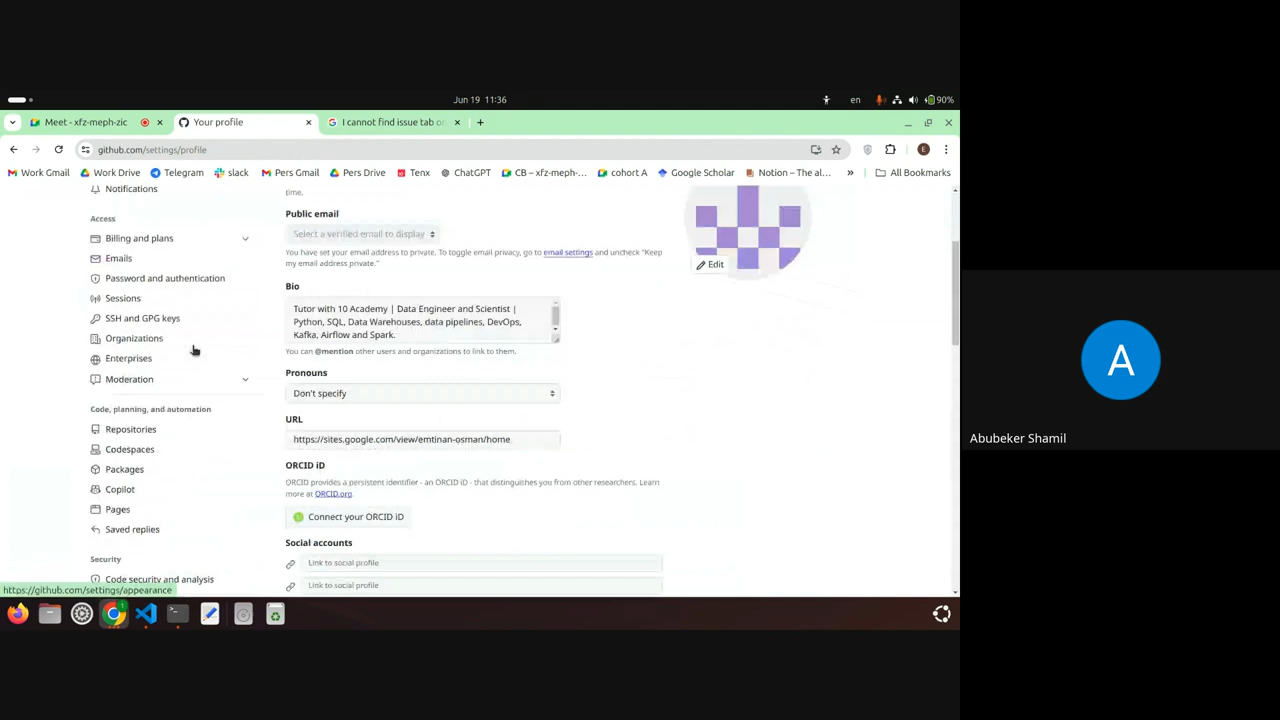 Jun 19 11:36
en
90%
Meet - xfz-meph-zic
Your profile
I cannot find issue tab on
github.com/settings/profile
E
Work Gmail
Work Drive
Telegram
slack
Pers Gmail
Pers Drive
Tenx
ChatGPT
CB – xfz-meph-...
cohort A
Google Scholar
Notion – The al...
All Bookmarks
Notifications
Access
Billing and plans
Emails
Password and authentication
Sessions
SSH and GPG keys
Organizations
Enterprises
Moderation
Code, planning, and automation
Repositories
Codespaces
Packages
Copilot
Pages
Saved replies
Security
Code security and analysis
https://github.com/settings/appearance
time.
Public email
Select a verified email to display
You have set your email address to private. To toggle email privacy, go to email settings and uncheck "Keep
my email address private."
Bio
Tutor with 10 Academy | Data Engineer and Scientist |
Python, SQL, Data Warehouses, data pipelines, DevOps,
Kafka, Airflow and Spark.
You can @mention other users and organizations to link to them.
Pronouns
Don't specify
URL
https://sites.google.com/view/emtinan-osman/home
ORCID iD
ORCID provides a persistent identifier - an ORCID iD - that distinguishes you from other researchers. Learn
more at ORCID.org.
Connect your ORCID iD
Social accounts
Link to social profile
Link to social profile
Edit
A
Abubeker Shamil